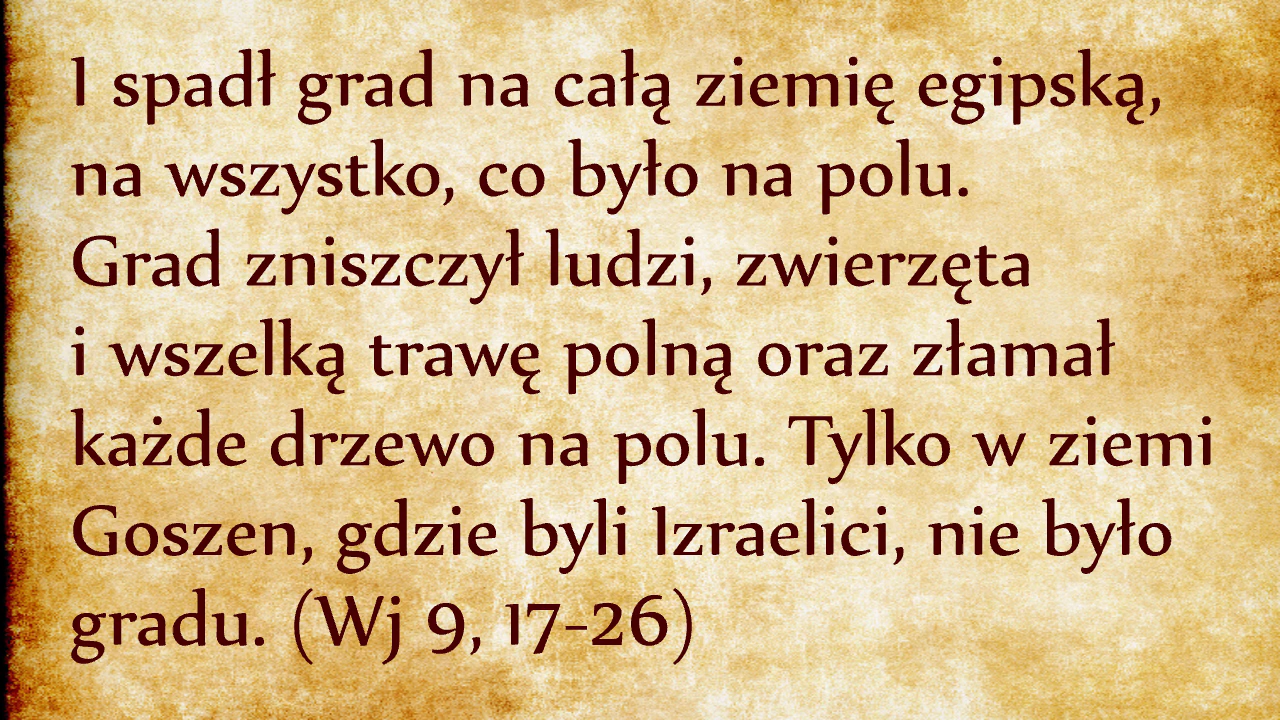 I spadł grad na całą ziemię egipską,
na wszystko, co było na polu.
Grad zniszczył ludzi, zwierzęta
i wszelką trawę polną oraz złamał
każde drzewo na polu. Tylko w ziemi
Goszen, gdzie byli Izraelici, nie było
gradu. (Wj 9, 17-26)